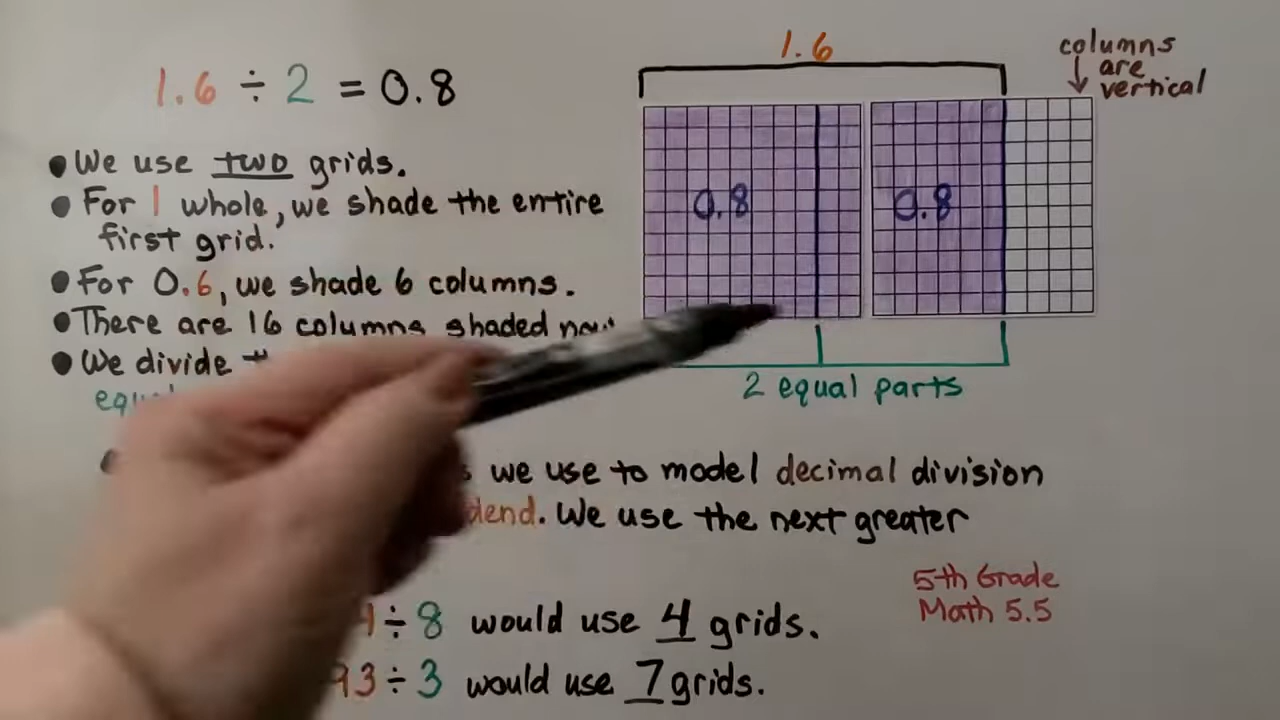 1.6 ÷ 2 = 0.8
• We use two grids.
• For 1 whole, we shade the entire
first grid.
• For 0.6, we shade 6 columns.
• There are 16 columns shaded now
• We divide
we use to model decimal division
We use the next greater
÷ 8 would use 4 grids.
93 ÷ 3 would use 7 grids.
1.6
columns
↓ are
vertical
0.8 0.8
2 equal parts
5th Grade
Math 5.5